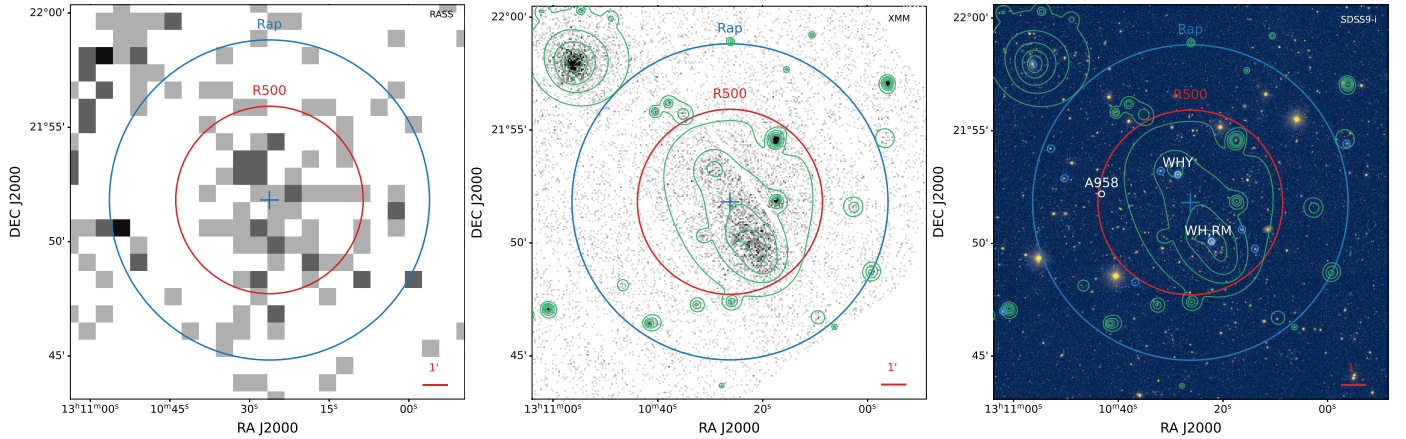 RASS
Rap
R500
1'
22°00'
21°55'
50'
45'
DEC J2000
13ʰ11ᵐ00ˢ
10ᵐ45ˢ
30ˢ
15ˢ
00ˢ
RA J2000
XMM
Rap
R500
1'
22°00'
21°55'
50'
45'
DEC J2000
13ʰ11ᵐ00ˢ
10ᵐ40ˢ
20ˢ
00ˢ
RA J2000
SDSS9-i
Rap
R500
WHY
A958
WH,RM
1'
22°00'
21°55'
50'
45'
DEC J2000
13ʰ11ᵐ00ˢ
10ᵐ40ˢ
20ˢ
00ˢ
RA J2000